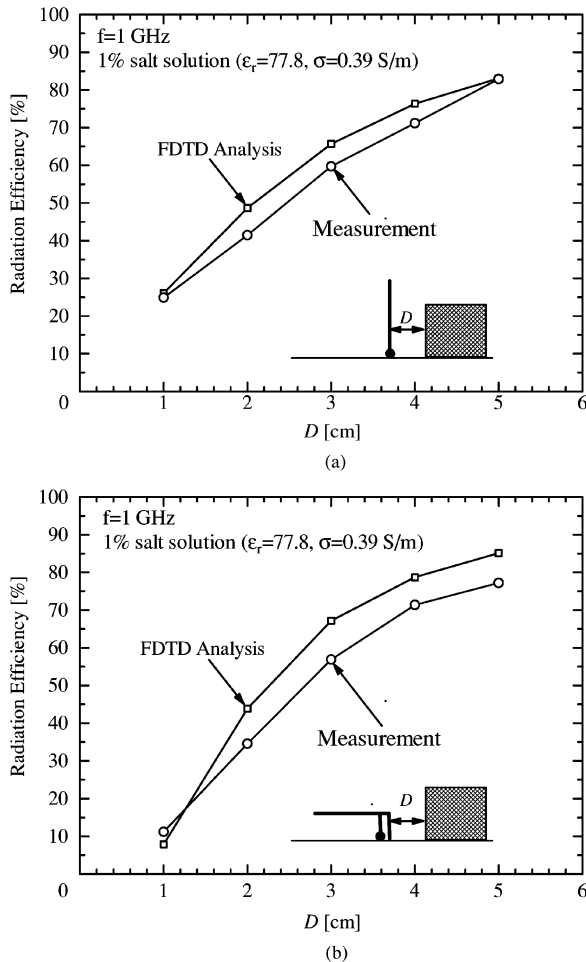 100
90
80
70
60
50
40
30
20
10
0
Radiation Efficiency [%]
f=1 GHz
1% salt solution (εr=77.8, σ=0.39 S/m)
FDTD Analysis
Measurement
D
1 2 3 4 5 6
D [cm]
(a)
100
90
80
70
60
50
40
30
20
10
0
Radiation Efficiency [%]
f=1 GHz
1% salt solution (εr=77.8, σ=0.39 S/m)
FDTD Analysis
Measurement
D
1 2 3 4 5 6
D [cm]
(b)